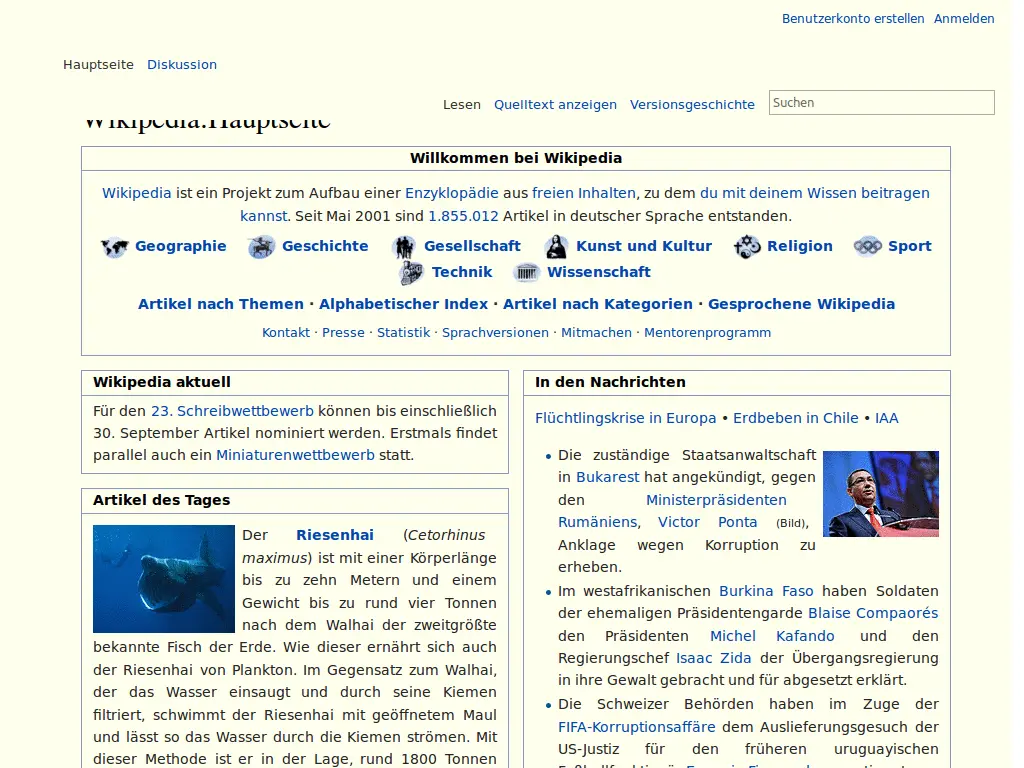 Benutzerkonto erstellen Anmelden
Hauptseite Diskussion
Lesen Quelltext anzeigen Versionsgeschichte Suchen
Wikipedia:Hauptseite
Willkommen bei Wikipedia
Wikipedia ist ein Projekt zum Aufbau einer Enzyklopädie aus freien Inhalten, zu dem du mit deinem Wissen beitragen
kannst. Seit Mai 2001 sind 1.855.012 Artikel in deutscher Sprache entstanden.
Geographie Geschichte Gesellschaft Kunst und Kultur Religion Sport
Technik Wissenschaft
Artikel nach Themen · Alphabetischer Index · Artikel nach Kategorien · Gesprochene Wikipedia
Kontakt · Presse · Statistik · Sprachversionen · Mitmachen · Mentorenprogramm
Wikipedia aktuell
Für den 23. Schreibwettbewerb können bis einschließlich
30. September Artikel nominiert werden. Erstmals findet
parallel auch ein Miniaturenwettbewerb statt.
Artikel des Tages
Der Riesenhai (Cetorhinus
maximus) ist mit einer Körperlänge
bis zu zehn Metern und einem
Gewicht bis zu rund vier Tonnen
nach dem Walhai der zweitgrößte
bekannte Fisch der Erde. Wie dieser ernährt sich auch
der Riesenhai von Plankton. Im Gegensatz zum Walhai,
der das Wasser einsaugt und durch seine Kiemen
filtriert, schwimmt der Riesenhai mit geöffnetem Maul
und lässt so das Wasser durch die Kiemen strömen. Mit
dieser Methode ist er in der Lage, rund 1800 Tonnen
In den Nachrichten
Flüchtlingskrise in Europa • Erdbeben in Chile • IAA
• Die zuständige Staatsanwaltschaft
in Bukarest hat angekündigt, gegen
den Ministerpräsidenten
Rumäniens, Victor Ponta (Bild),
Anklage wegen Korruption zu
erheben.
• Im westafrikanischen Burkina Faso haben Soldaten
der ehemaligen Präsidentengarde Blaise Compaorés
den Präsidenten Michel Kafando und den
Regierungschef Isaac Zida der Übergangsregierung
in ihre Gewalt gebracht und für abgesetzt erklärt.
• Die Schweizer Behörden haben im Zuge der
FIFA-Korruptionsaffäre dem Auslieferungsgesuch der
US-Justiz für den früheren uruguayischen